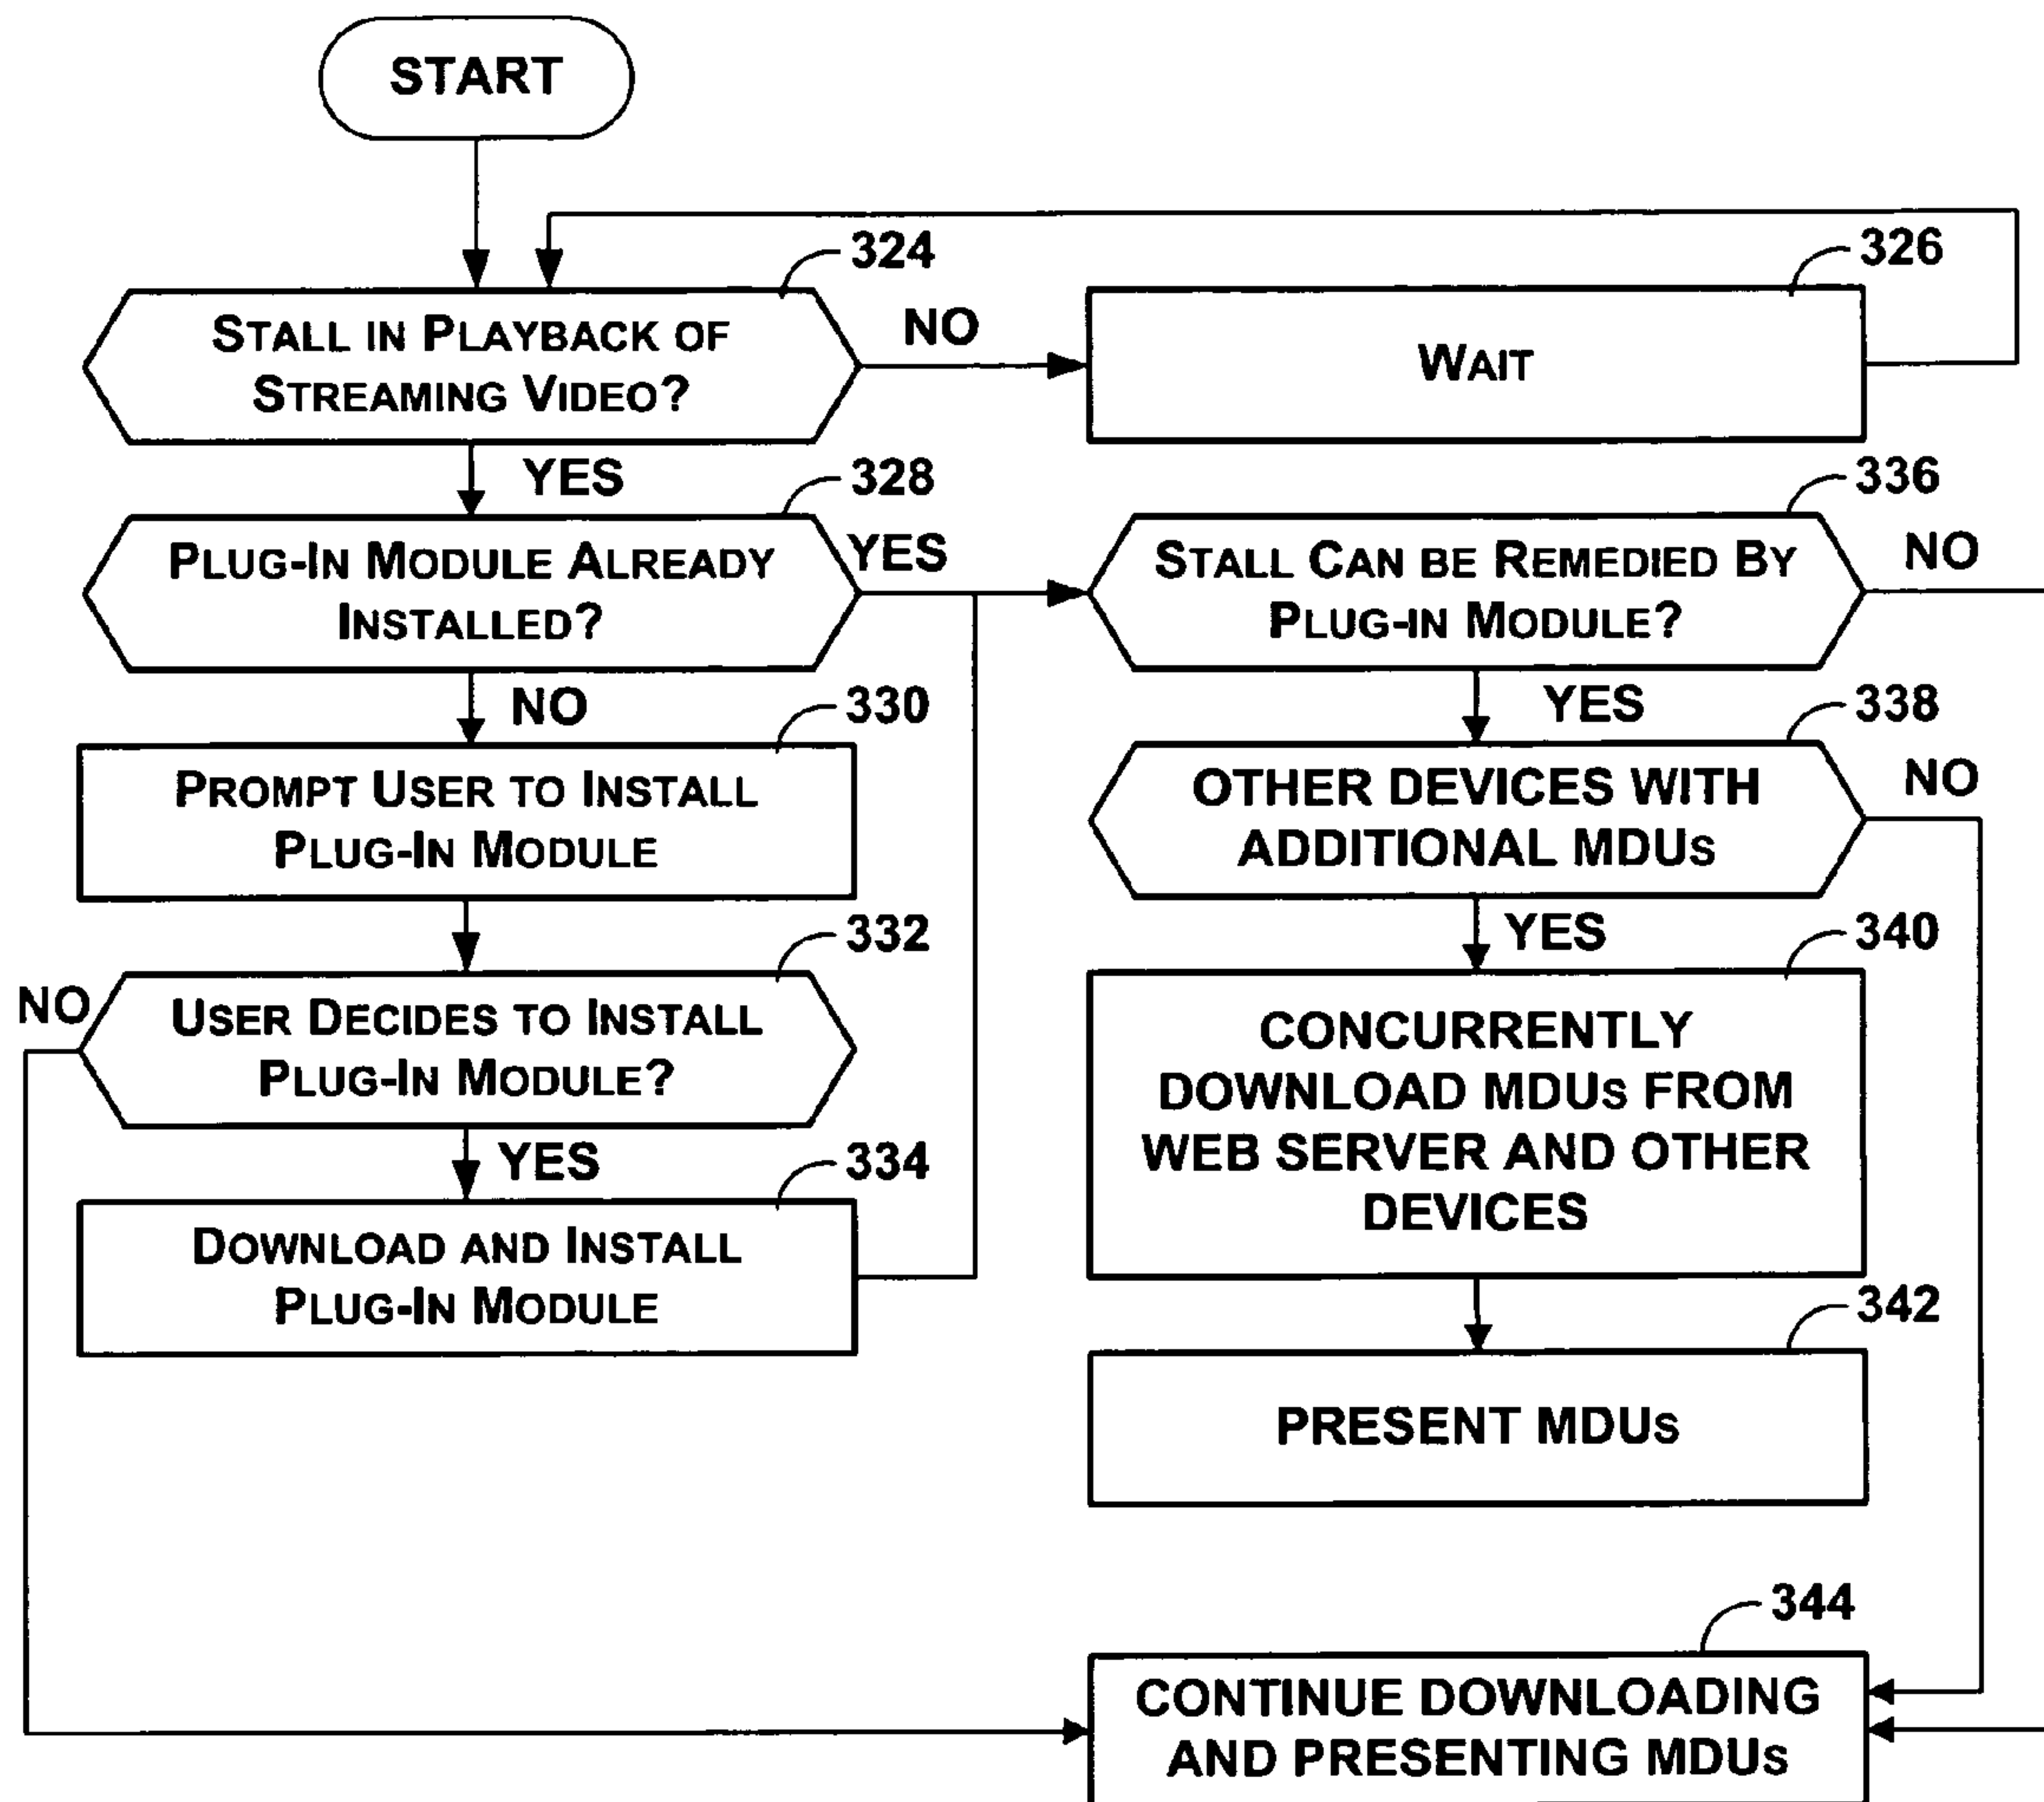 START
324
STALL IN PLAYBACK OF
STREAMING VIDEO?
NO
326
WAIT
YES
328
PLUG-IN MODULE ALREADY
INSTALLED?
YES
336
STALL CAN BE REMEDIED BY
PLUG-IN MODULE?
NO
NO
330
PROMPT USER TO INSTALL
PLUG-IN MODULE
YES
338
OTHER DEVICES WITH
ADDITIONAL MDUs
NO
332
NO
USER DECIDES TO INSTALL
PLUG-IN MODULE?
YES
340
CONCURRENTLY
DOWNLOAD MDUs FROM
WEB SERVER AND OTHER
DEVICES
YES
334
DOWNLOAD AND INSTALL
PLUG-IN MODULE
342
PRESENT MDUs
344
CONTINUE DOWNLOADING
AND PRESENTING MDUs